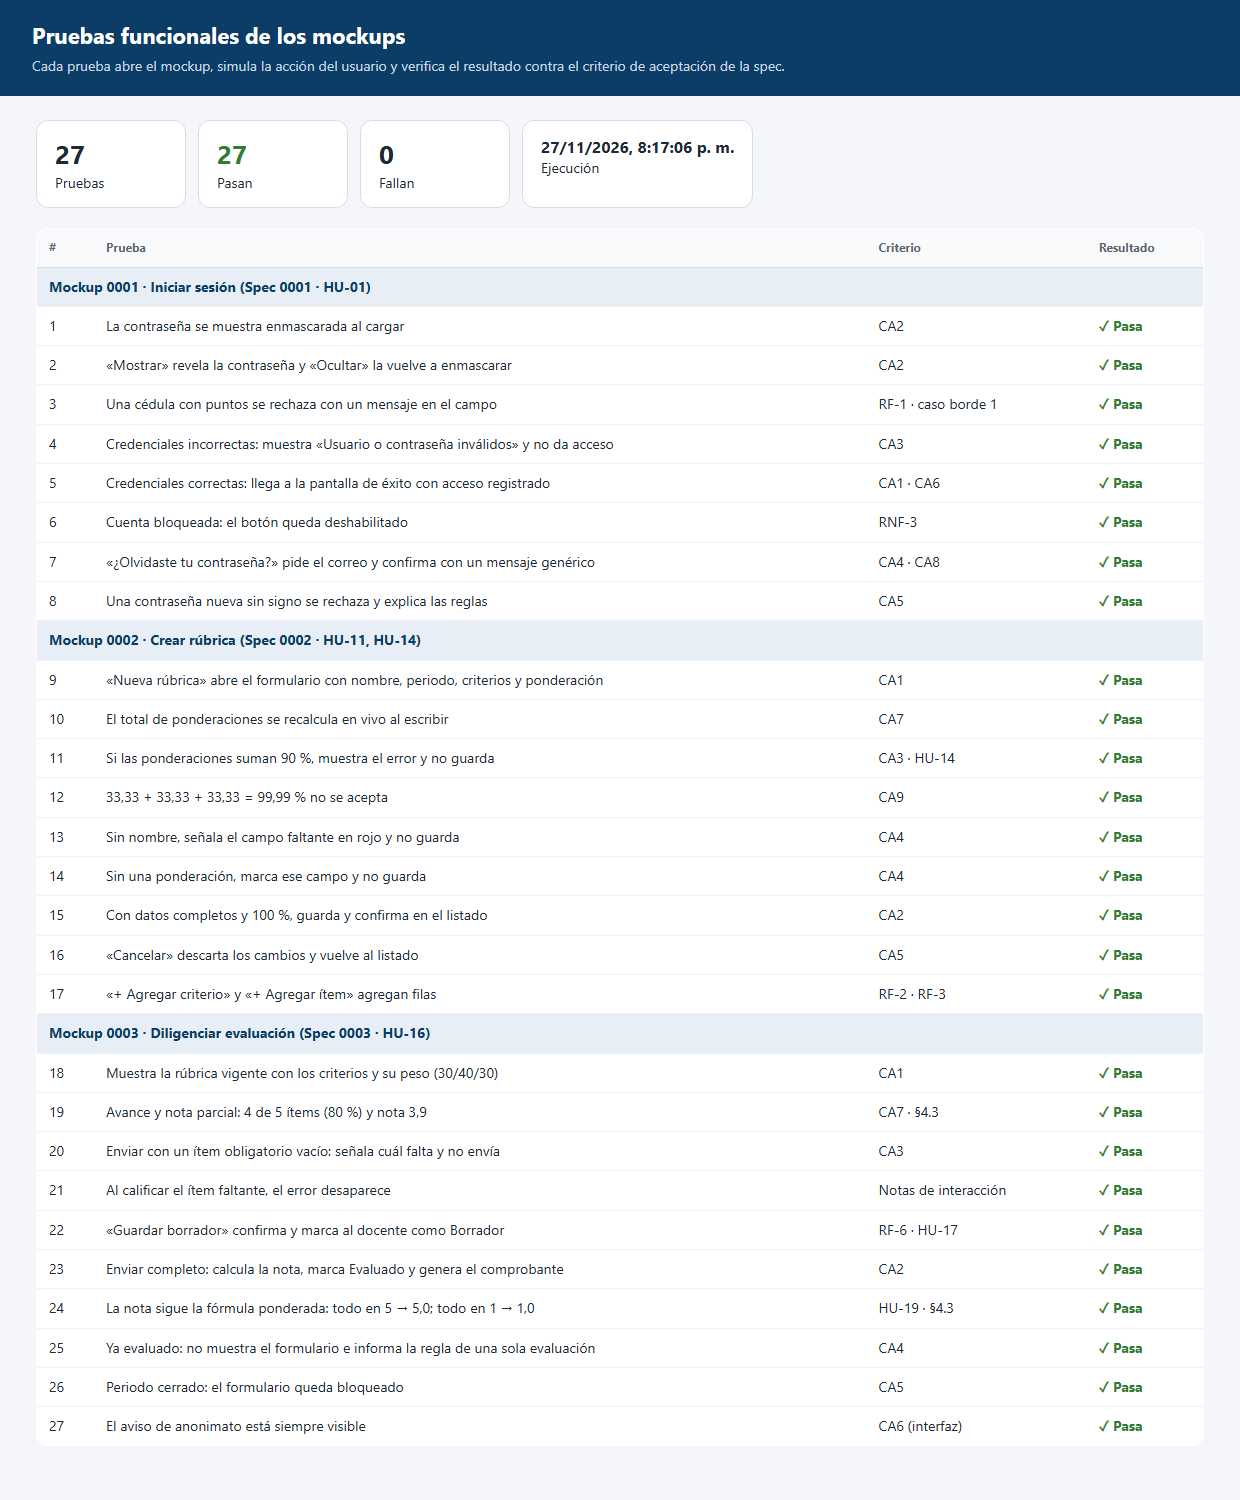 Pruebas funcionales de los mockups
Cada prueba abre el mockup, simula la acción del usuario y verifica el resultado contra el criterio de aceptación de la spec.
27
Pruebas
27
Pasan
0
Fallan
27/11/2026, 8:17:06 p. m.
Ejecución
# Prueba Criterio Resultado
Mockup 0001 · Iniciar sesión (Spec 0001 · HU-01)
1 La contraseña se muestra enmascarada al cargar CA2 ✓ Pasa
2 «Mostrar» revela la contraseña y «Ocultar» la vuelve a enmascarar CA2 ✓ Pasa
3 Una cédula con puntos se rechaza con un mensaje en el campo RF-1 · caso borde 1 ✓ Pasa
4 Credenciales incorrectas: muestra «Usuario o contraseña inválidos» y no da acceso CA3 ✓ Pasa
5 Credenciales correctas: llega a la pantalla de éxito con acceso registrado CA1 · CA6 ✓ Pasa
6 Cuenta bloqueada: el botón queda deshabilitado RNF-3 ✓ Pasa
7 «¿Olvidaste tu contraseña?» pide el correo y confirma con un mensaje genérico CA4 · CA8 ✓ Pasa
8 Una contraseña nueva sin signo se rechaza y explica las reglas CA5 ✓ Pasa
Mockup 0002 · Crear rúbrica (Spec 0002 · HU-11, HU-14)
9 «Nueva rúbrica» abre el formulario con nombre, periodo, criterios y ponderación CA1 ✓ Pasa
10 El total de ponderaciones se recalcula en vivo al escribir CA7 ✓ Pasa
11 Si las ponderaciones suman 90 %, muestra el error y no guarda CA3 · HU-14 ✓ Pasa
12 33,33 + 33,33 + 33,33 = 99,99 % no se acepta CA9 ✓ Pasa
13 Sin nombre, señala el campo faltante en rojo y no guarda CA4 ✓ Pasa
14 Sin una ponderación, marca ese campo y no guarda CA4 ✓ Pasa
15 Con datos completos y 100 %, guarda y confirma en el listado CA2 ✓ Pasa
16 «Cancelar» descarta los cambios y vuelve al listado CA5 ✓ Pasa
17 «+ Agregar criterio» y «+ Agregar ítem» agregan filas RF-2 · RF-3 ✓ Pasa
Mockup 0003 · Diligenciar evaluación (Spec 0003 · HU-16)
18 Muestra la rúbrica vigente con los criterios y su peso (30/40/30) CA1 ✓ Pasa
19 Avance y nota parcial: 4 de 5 ítems (80 %) y nota 3,9 CA7 · §4.3 ✓ Pasa
20 Enviar con un ítem obligatorio vacío: señala cuál falta y no envía CA3 ✓ Pasa
21 Al calificar el ítem faltante, el error desaparece Notas de interacción ✓ Pasa
22 «Guardar borrador» confirma y marca al docente como Borrador RF-6 · HU-17 ✓ Pasa
23 Enviar completo: calcula la nota, marca Evaluado y genera el comprobante CA2 ✓ Pasa
24 La nota sigue la fórmula ponderada: todo en 5 → 5,0; todo en 1 → 1,0 HU-19 · §4.3 ✓ Pasa
25 Ya evaluado: no muestra el formulario e informa la regla de una sola evaluación CA4 ✓ Pasa
26 Periodo cerrado: el formulario queda bloqueado CA5 ✓ Pasa
27 El aviso de anonimato está siempre visible CA6 (interfaz) ✓ Pasa